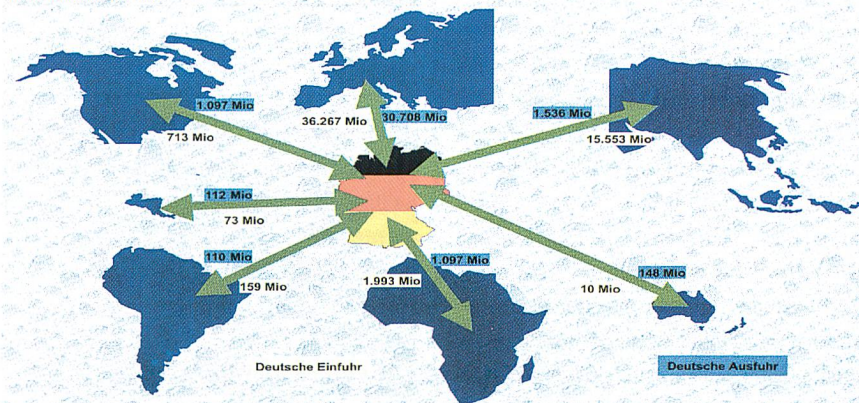 1.097 Mio
713 Mio
36.267 Mio
30.708 Mio
1.536 Mio
15.553 Mio
112 Mio
73 Mio
110 Mio
159 Mio
1.097 Mio
1.993 Mio
148 Mio
10 Mio
Deutsche Einfuhr
Deutsche Ausfuhr